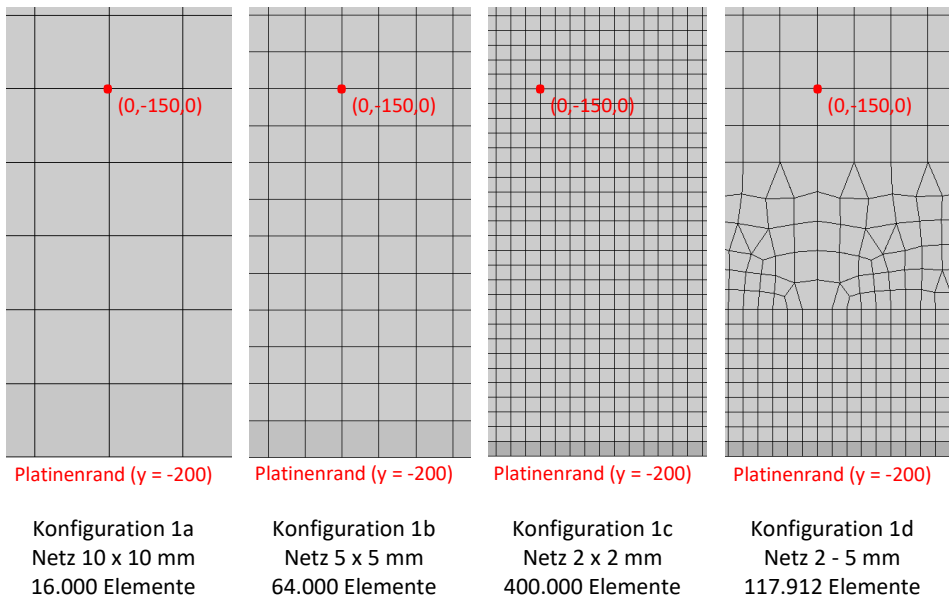 (0,-150,0)
(0,-150,0)
(0,-150,0)
(0,-150,0)
Platinenrand (y = -200)
Platinenrand (y = -200)
Platinenrand (y = -200)
Platinenrand (y = -200)
Konfiguration 1a
Netz 10 x 10 mm
16.000 Elemente
Konfiguration 1b
Netz 5 x 5 mm
64.000 Elemente
Konfiguration 1c
Netz 2 x 2 mm
400.000 Elemente
Konfiguration 1d
Netz 2 - 5 mm
117.912 Elemente